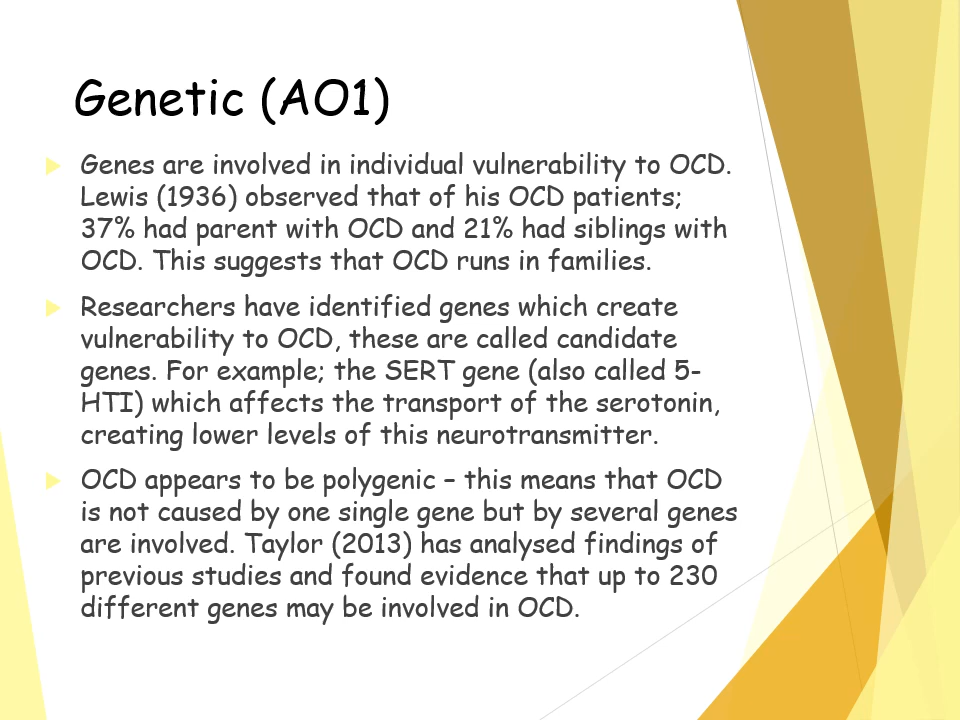 Genetic (AO1)
Genes are involved in individual vulnerability to OCD.
Lewis (1936) observed that of his OCD patients;
37% had parent with OCD and 21% had siblings with
OCD. This suggests that OCD runs in families.
Researchers have identified genes which create
vulnerability to OCD, these are called candidate
genes. For example; the SERT gene (also called 5-
HTI) which affects the transport of the serotonin,
creating lower levels of this neurotransmitter.
OCD appears to be polygenic – this means that OCD
is not caused by one single gene but by several genes
are involved. Taylor (2013) has analysed findings of
previous studies and found evidence that up to 230
different genes may be involved in OCD.